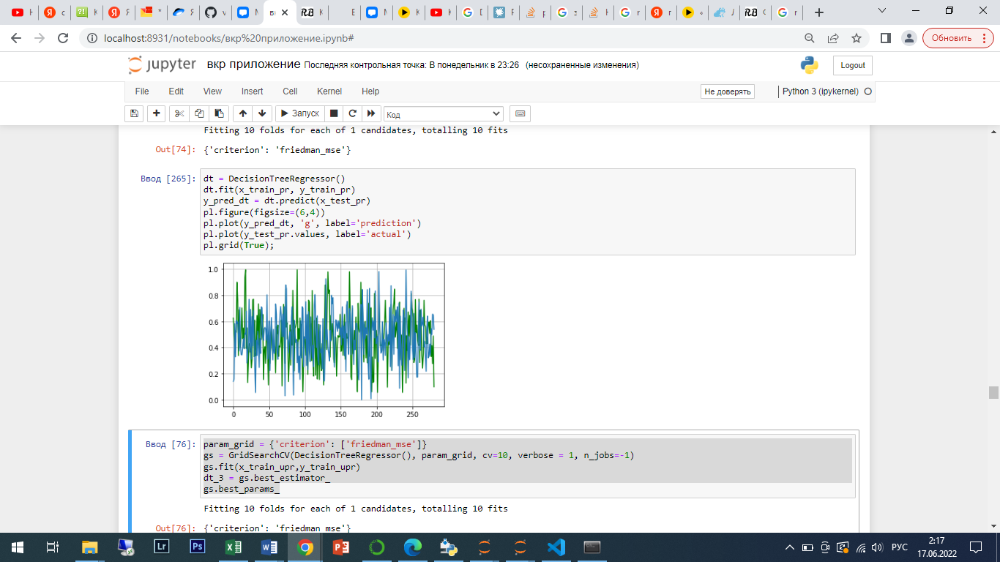 localhost:8931/notebooks/вкр%20приложение.ipynb#
Обновить
jupyter
вкр приложение Последняя контрольная точка: В понедельник в 23:26 (несохраненные изменения)
Logout
File Edit View Insert Cell Kernel Help
Не доверять
Python 3 (ipykernel)
Запуск
Код
Fitting 10 folds for each of 1 candidates, totalling 10 fits
Out[74]: {'criterion': 'friedman_mse'}
Ввод [265]: dt = DecisionTreeRegressor()
dt.fit(x_train_pr, y_train_pr)
y_pred_dt = dt.predict(x_test_pr)
pl.figure(figsize=(6,4))
pl.plot(y_pred_dt, 'g', label='prediction')
pl.plot(y_test_pr.values, label='actual')
pl.grid(True);
1.0
0.8
0.6
0.4
0.2
0.0
0 50 100 150 200 250
Ввод [76]: param_grid = {'criterion': ['friedman_mse']}
gs = GridSearchCV(DecisionTreeRegressor(), param_grid, cv=10, verbose = 1, n_jobs=-1)
gs.fit(x_train_upr,y_train_upr)
dt_3 = gs.best_estimator_
gs.best_params_
Fitting 10 folds for each of 1 candidates, totalling 10 fits
Out[76]: {'criterion': 'friedman_mse'}
Lr
Ps
РУС
2:17
17.06.2022